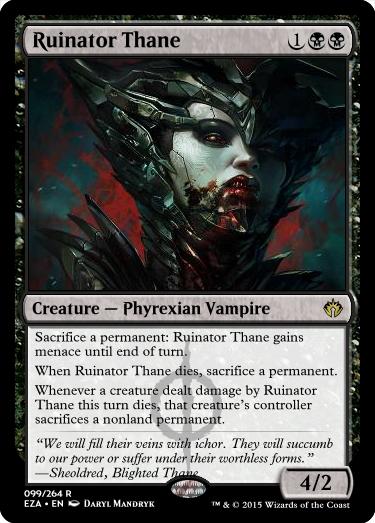 Ruinator Thane 1
Creature — Phyrexian Vampire
Sacrifice a permanent: Ruinator Thane gains
menace until end of turn.
When Ruinator Thane dies, sacrifice a permanent.
Whenever a creature dealt damage by Ruinator
Thane this turn dies, that creature's controller
sacrifices a nonland permanent.
“We will fill their veins with ichor. They will succumb
to our power or suffer under their worthless forms.”
—Sheoldred, Blighted Thane
4/2
099/264 R
EZA • EN DARYL MANDRYK
™ & © 2015 Wizards of the Coast